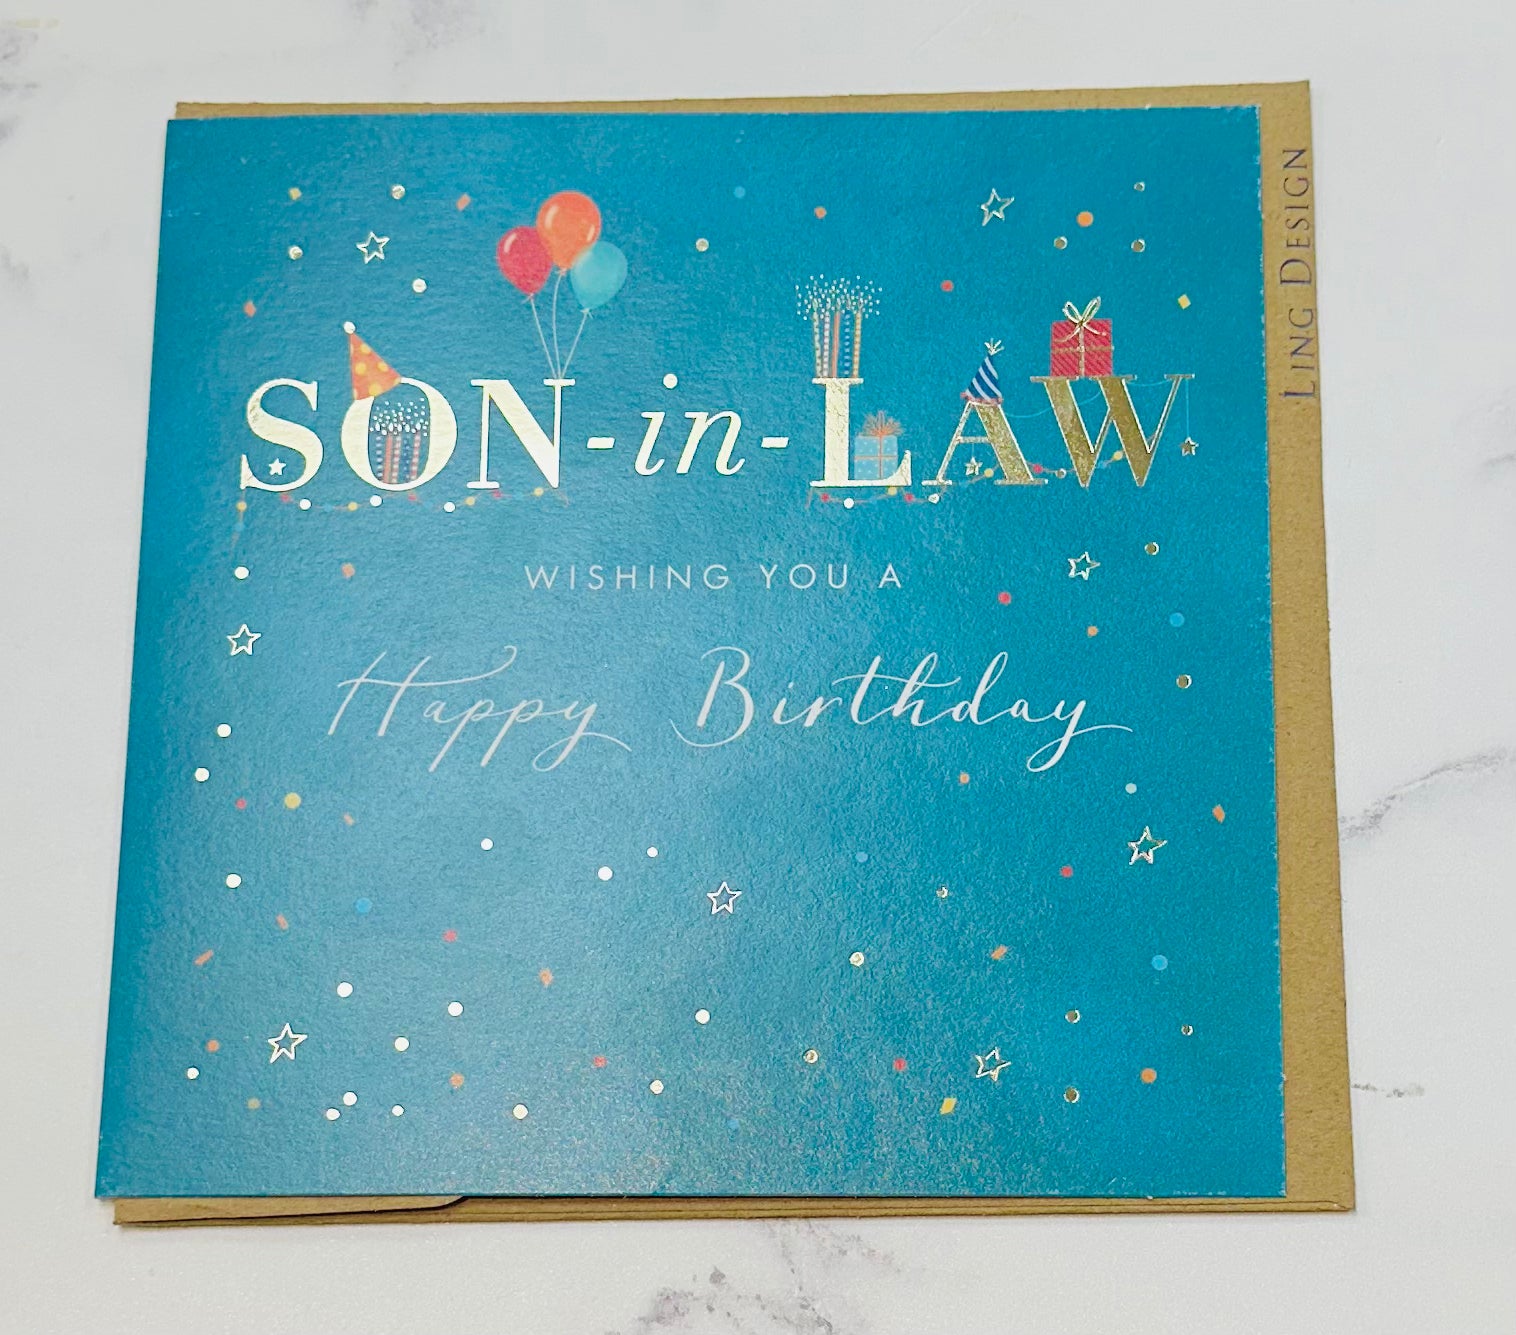 SON-in-LAW
WISHING YOU A
Happy Birthday
LING DESIGN